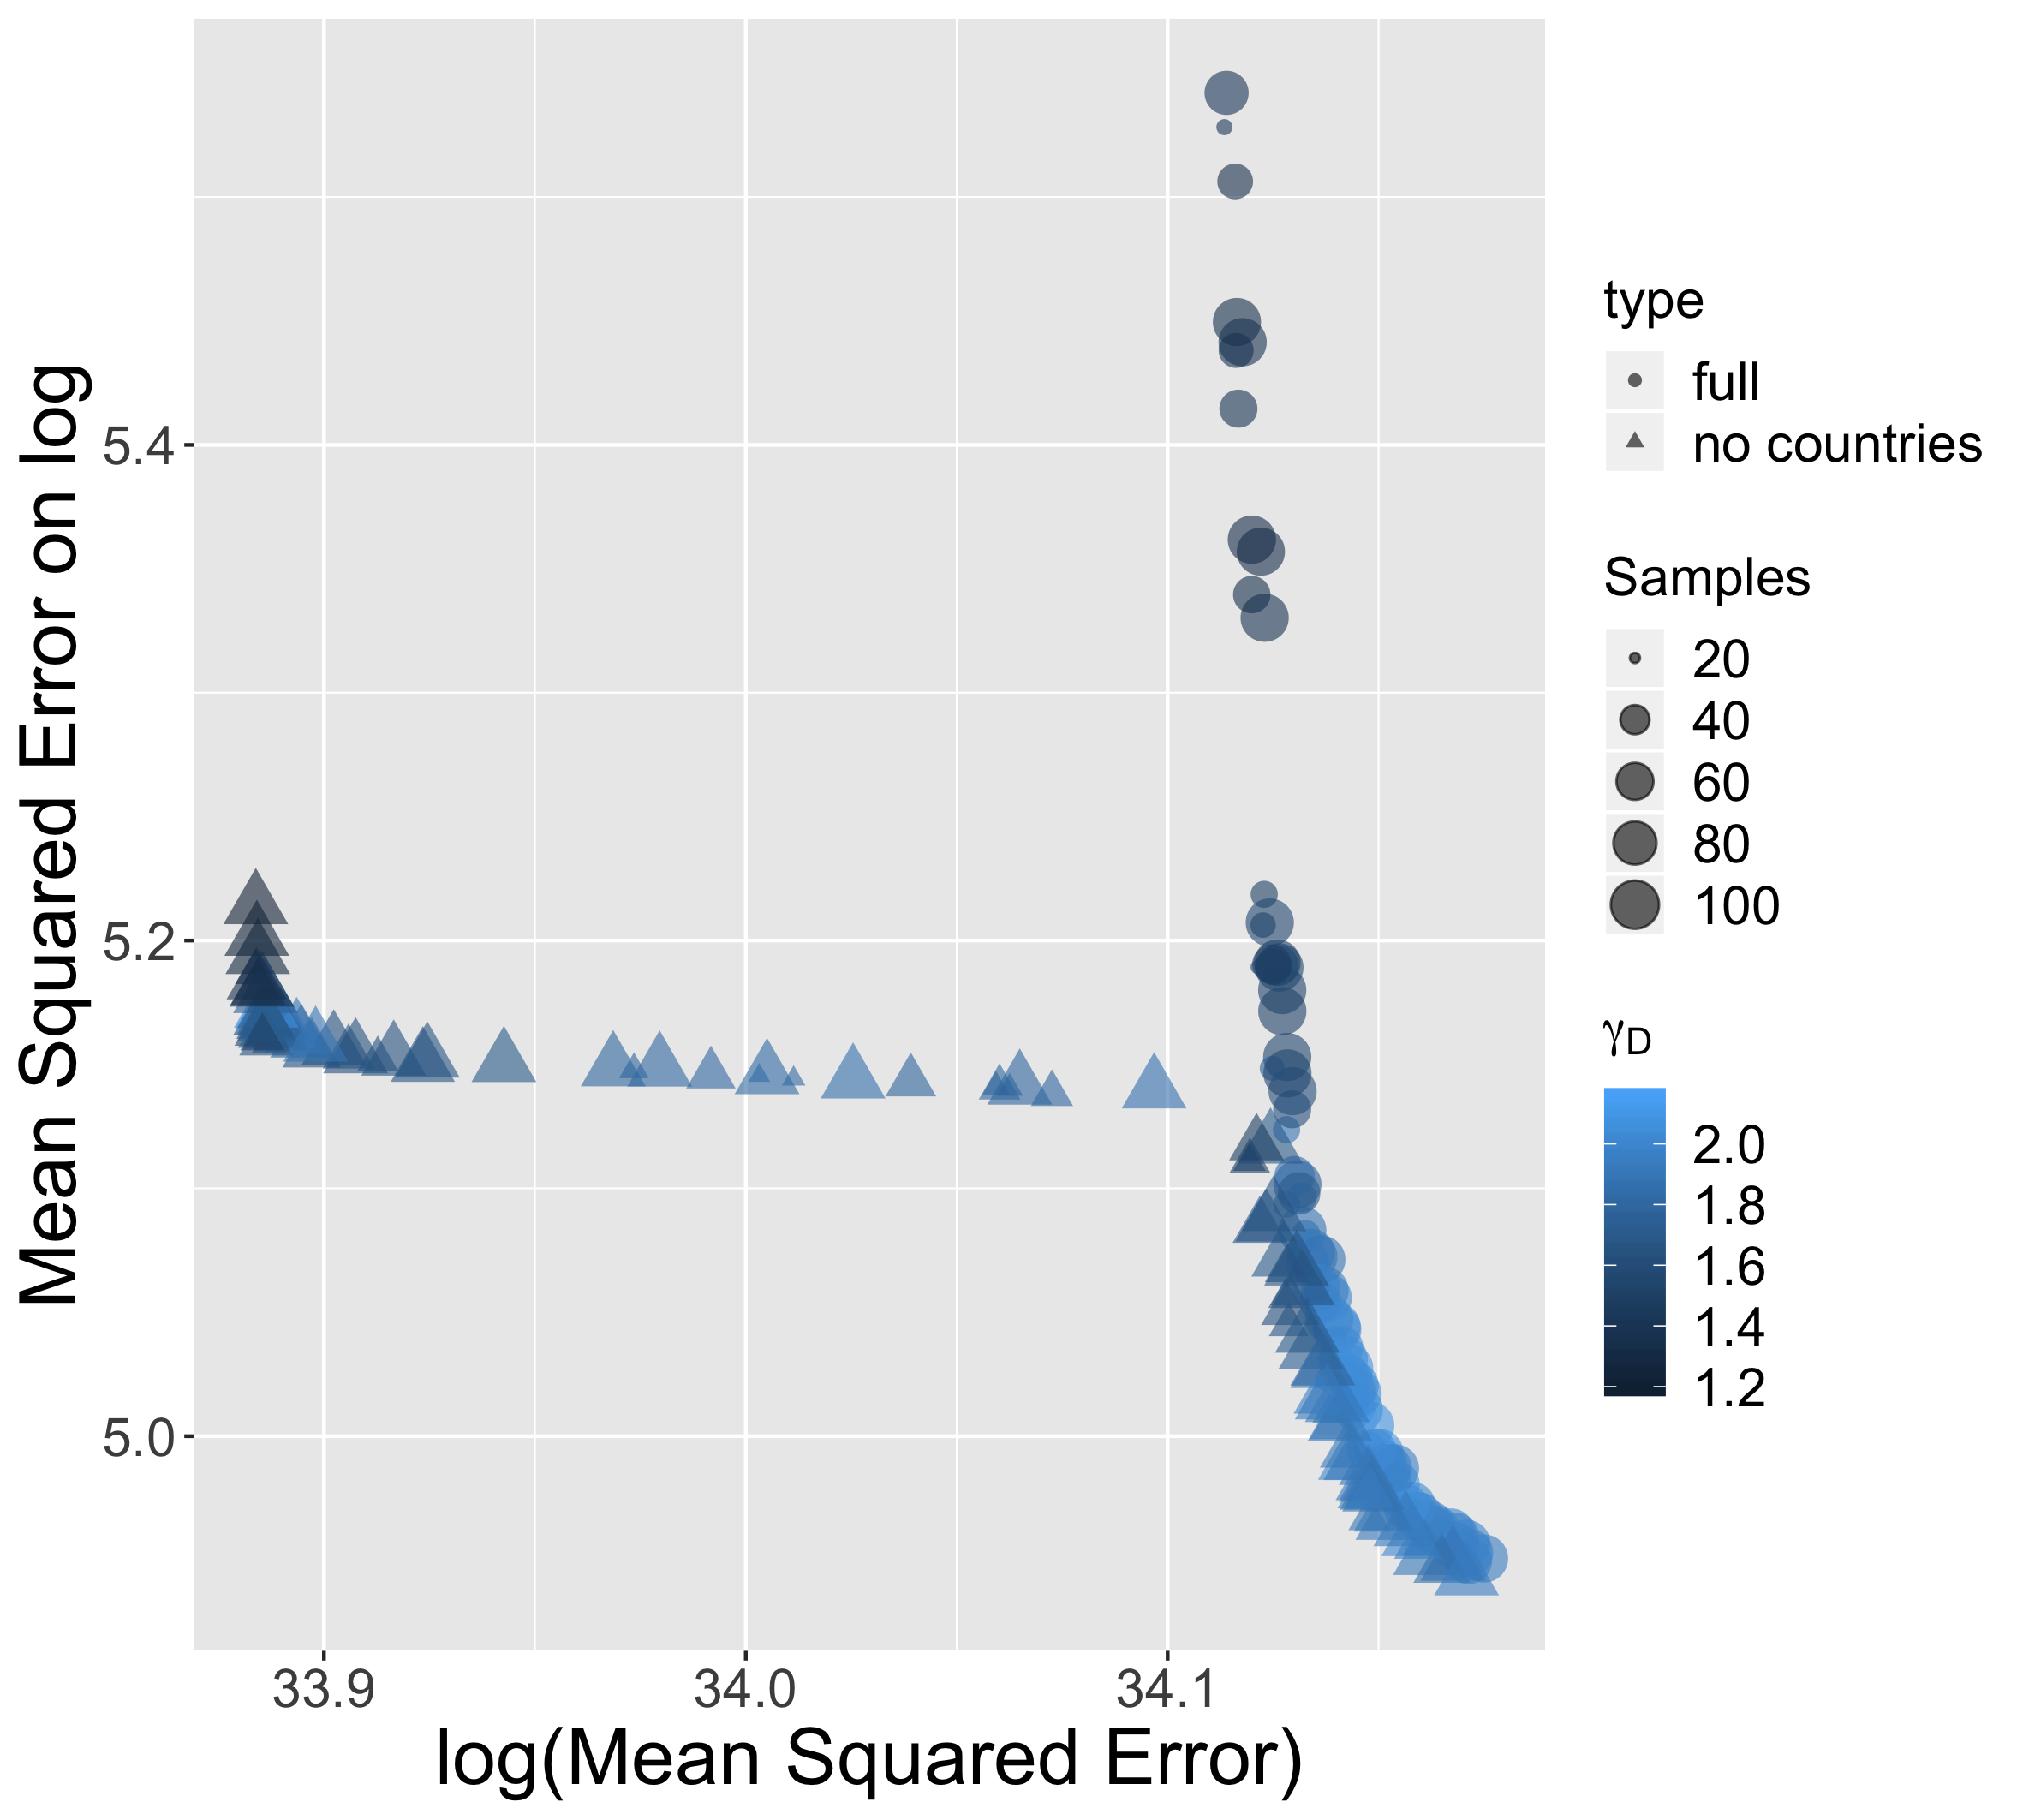 Mean Squared Error on log
5.4
5.2
5.0
33.9
34.0
34.1
log(Mean Squared Error)
type
full
no countries
Samples
20
40
60
80
100
γD
2.0
1.8
1.6
1.4
1.2